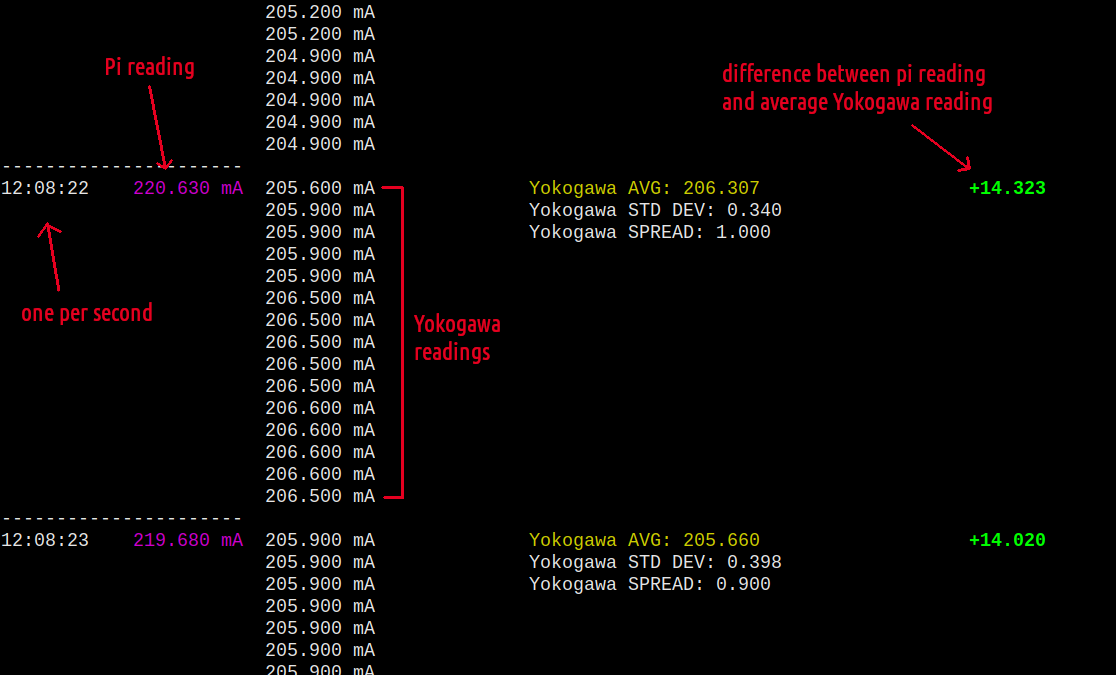 205.200 mA
205.200 mA
Pi reading
204.900 mA
difference between pi reading
204.900 mA
and average Yokogawa reading
204.900 mA
204.900 mA
204.900 mA
----------------------
12:08:22 220.630 mA 205.600 mA Yokogawa AVG: 206.307 +14.323
205.900 mA Yokogawa STD DEV: 0.340
205.900 mA Yokogawa SPREAD: 1.000
205.900 mA
205.900 mA
206.500 mA
one per second
206.500 mA
Yokogawa
readings
206.500 mA
206.500 mA
206.500 mA
206.600 mA
206.600 mA
206.600 mA
206.600 mA
206.500 mA
----------------------
12:08:23 219.680 mA 205.900 mA Yokogawa AVG: 205.660 +14.020
205.900 mA Yokogawa STD DEV: 0.398
205.900 mA Yokogawa SPREAD: 0.900
205.900 mA
205.900 mA
205.900 mA
205.900 mA